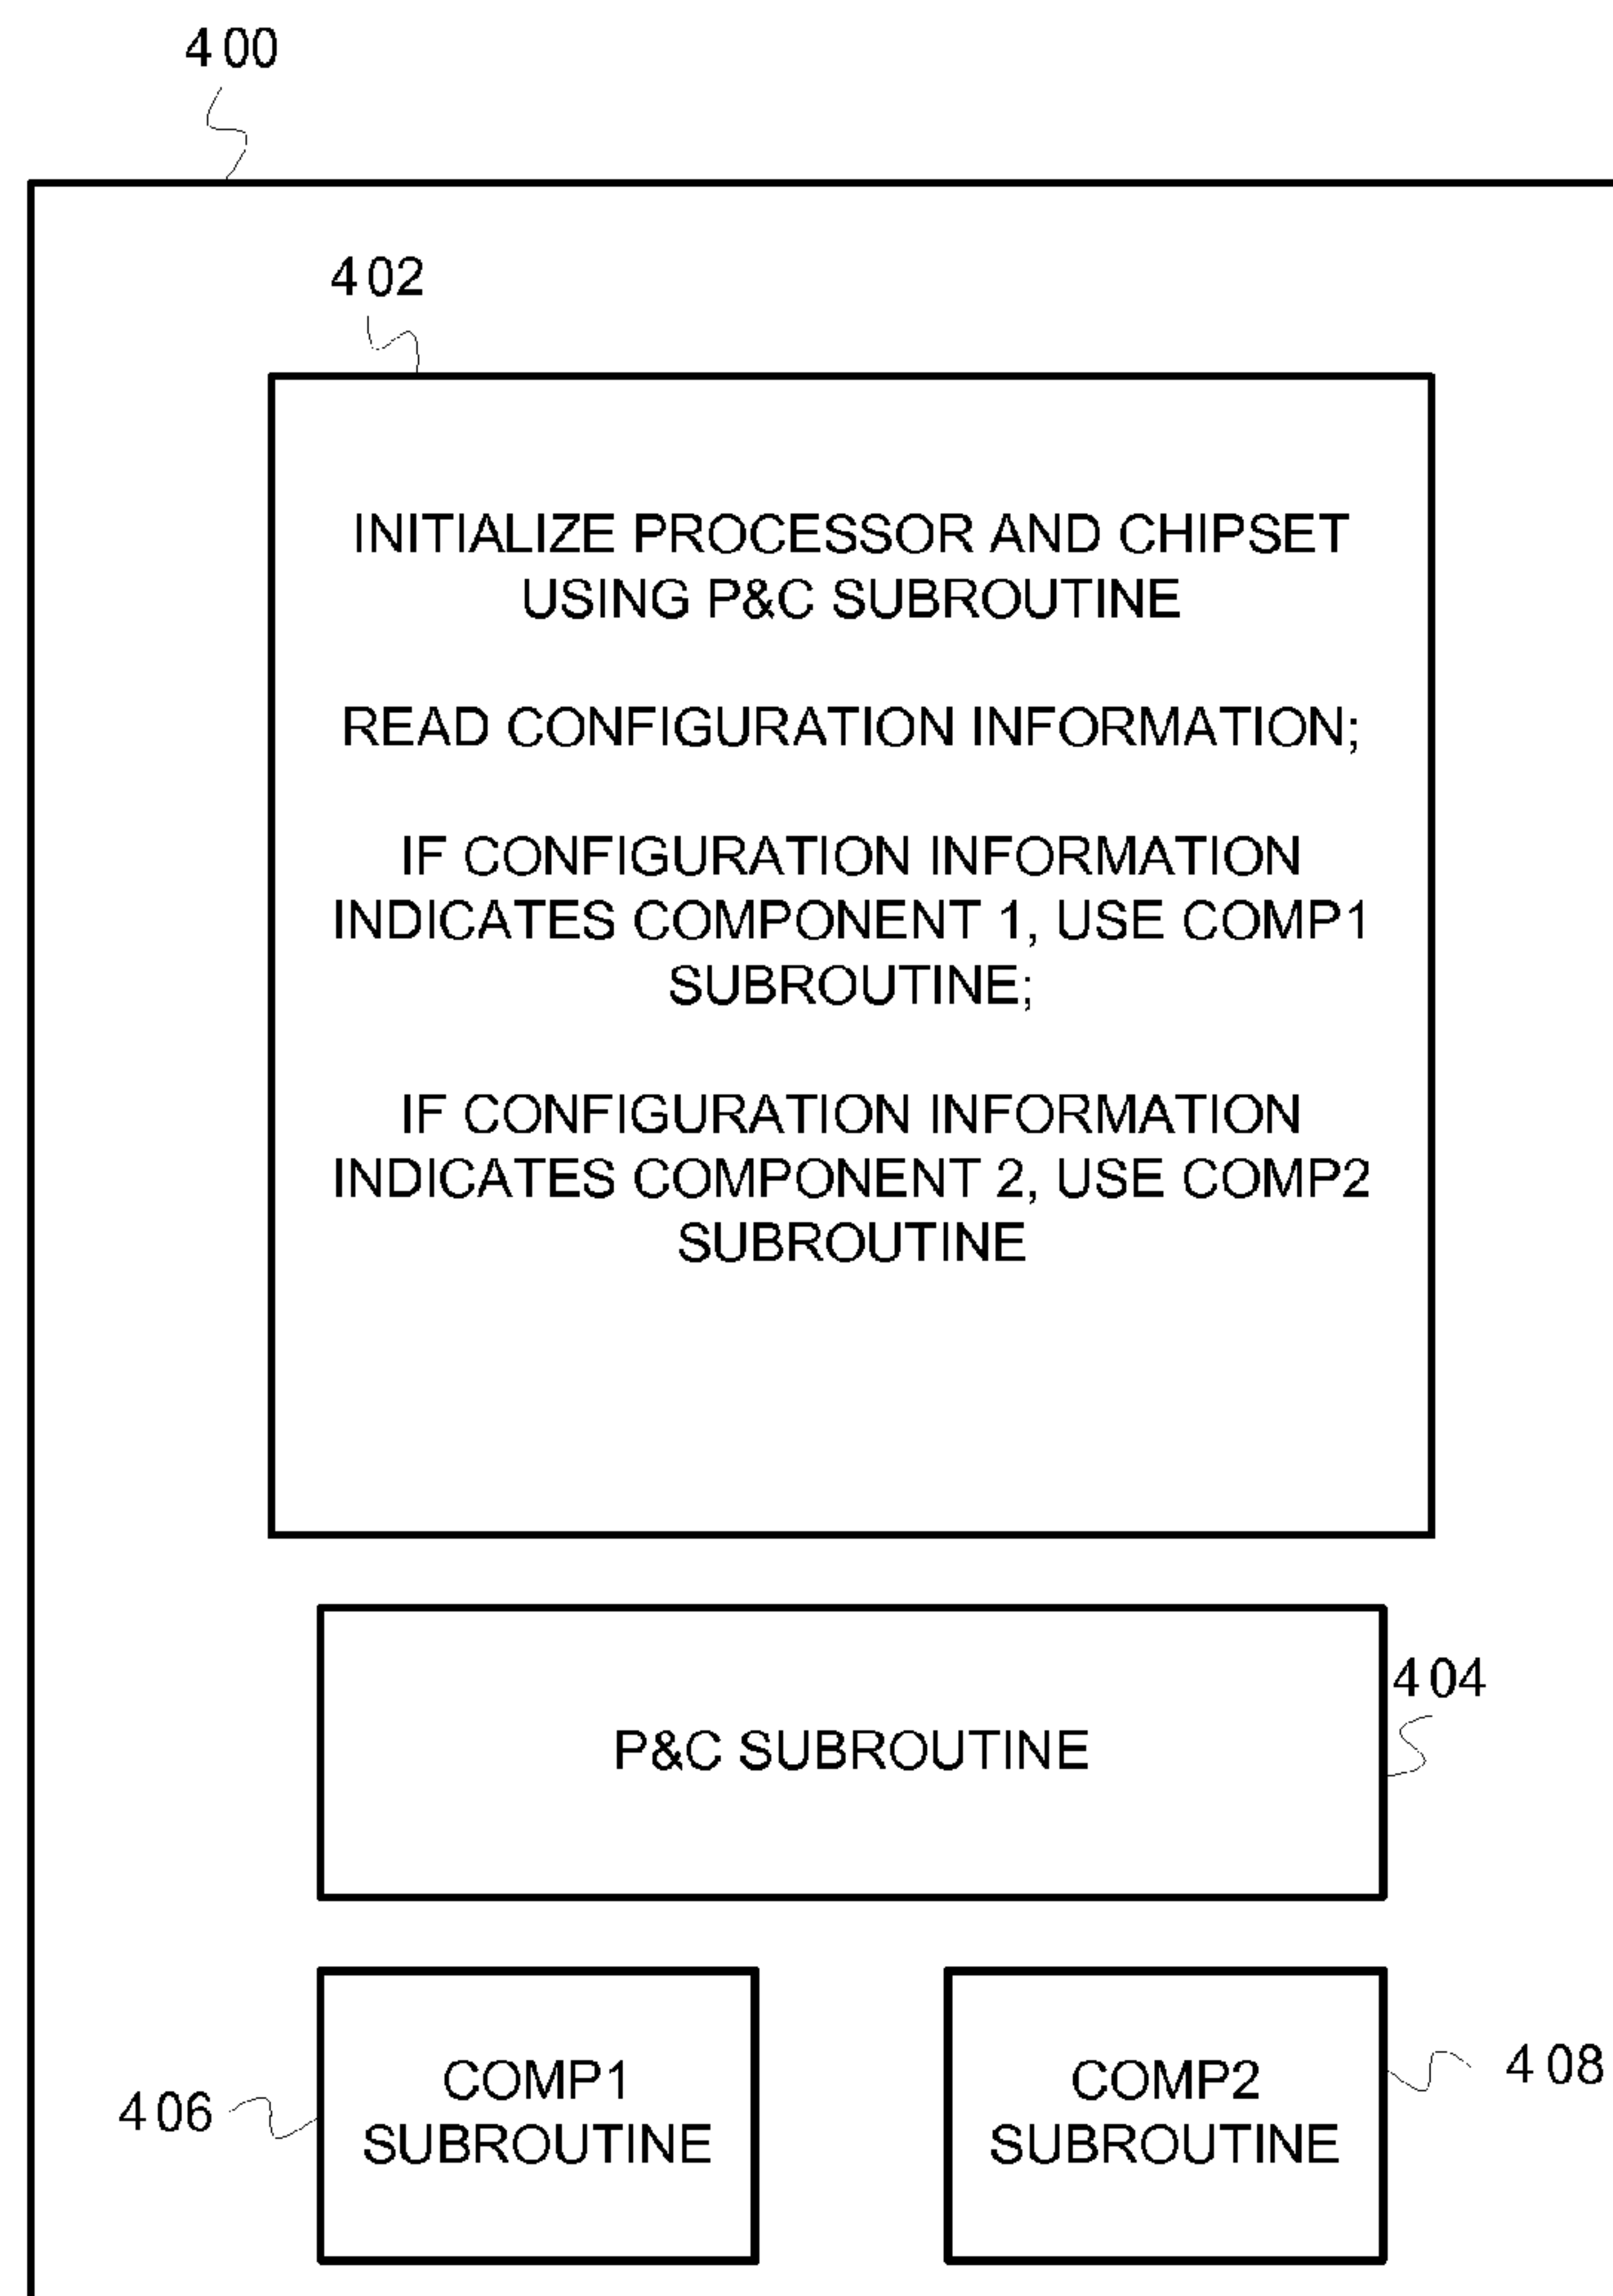 400
402
INITIALIZE PROCESSOR AND CHIPSET
USING P&C SUBROUTINE
READ CONFIGURATION INFORMATION;
IF CONFIGURATION INFORMATION
INDICATES COMPONENT 1, USE COMP1
SUBROUTINE;
IF CONFIGURATION INFORMATION
INDICATES COMPONENT 2, USE COMP2
SUBROUTINE
404
P&C SUBROUTINE
406
COMP1
SUBROUTINE
COMP2
SUBROUTINE
408